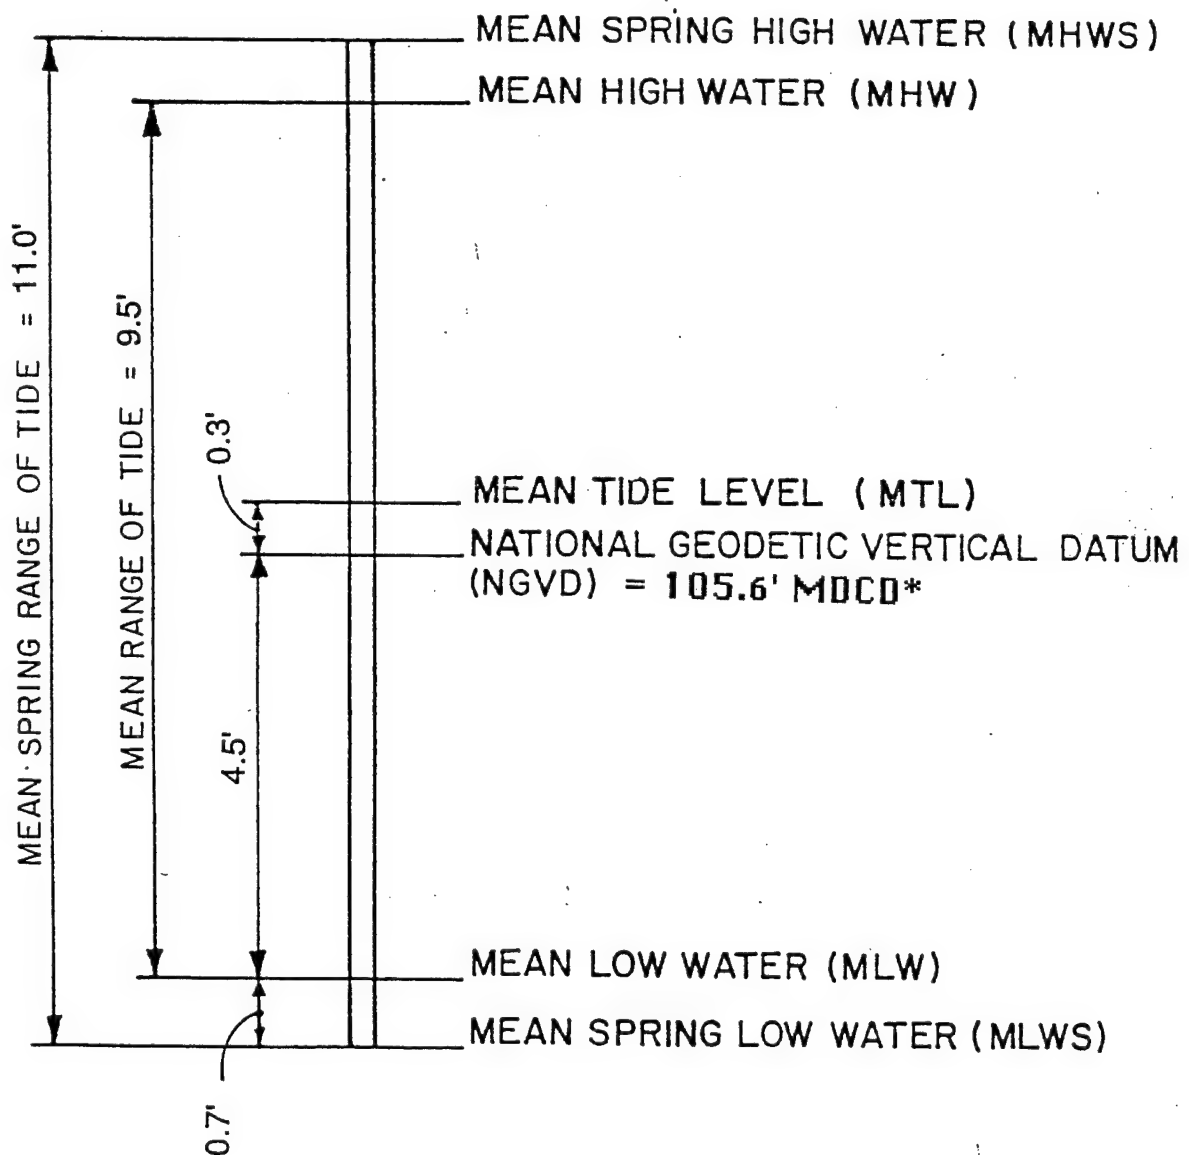 MEAN SPRING HIGH WATER (MHWS)
MEAN HIGH WATER (MHW)
MEAN SPRING RANGE OF TIDE = 11.0'
MEAN RANGE OF TIDE = 9.5'
0.3'
MEAN TIDE LEVEL (MTL)
NATIONAL GEODETIC VERTICAL DATUM
(NGVD) = 105.6' MDCD*
4.5'
MEAN LOW WATER (MLW)
MEAN SPRING LOW WATER (MLWS)
0.7'